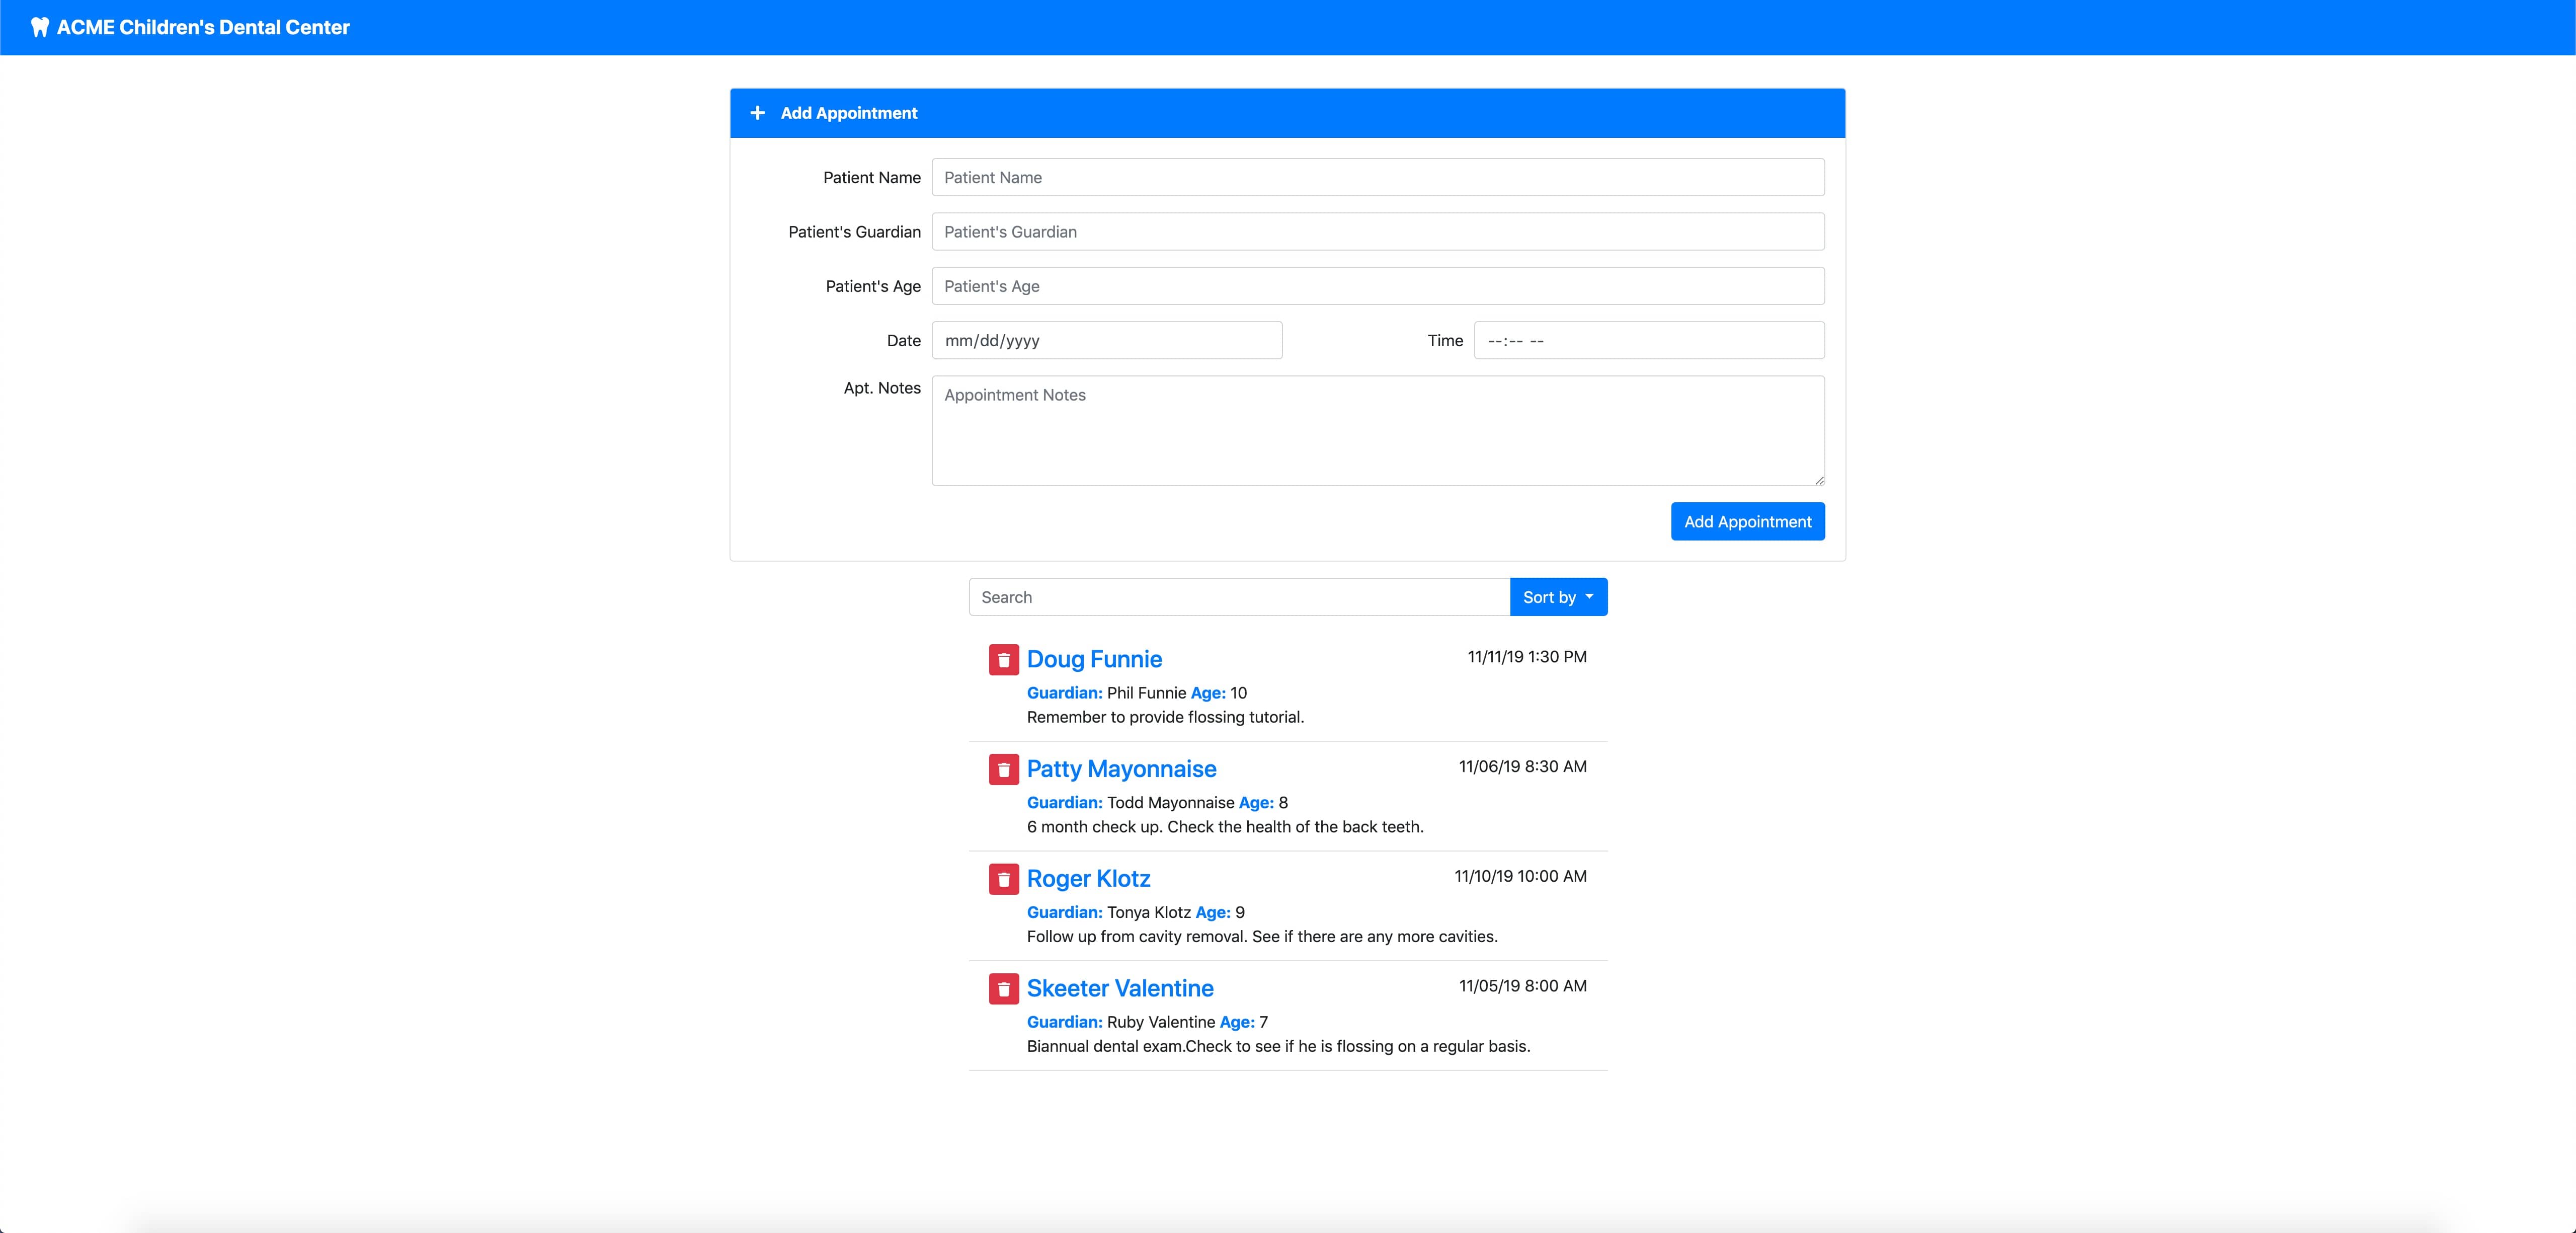 ACME Children's Dental Center
Add Appointment
Patient Name Patient Name
Patient's Guardian Patient's Guardian
Patient's Age Patient's Age
Date mm/dd/yyyy Time --:-- --
Apt. Notes Appointment Notes
Add Appointment
Search Sort by
Doug Funnie 11/11/19 1:30 PM
Guardian: Phil Funnie Age: 10
Remember to provide flossing tutorial.
Patty Mayonnaise 11/06/19 8:30 AM
Guardian: Todd Mayonnaise Age: 8
6 month check up. Check the health of the back teeth.
Roger Klotz 11/10/19 10:00 AM
Guardian: Tonya Klotz Age: 9
Follow up from cavity removal. See if there are any more cavities.
Skeeter Valentine 11/05/19 8:00 AM
Guardian: Ruby Valentine Age: 7
Biannual dental exam.Check to see if he is flossing on a regular basis.